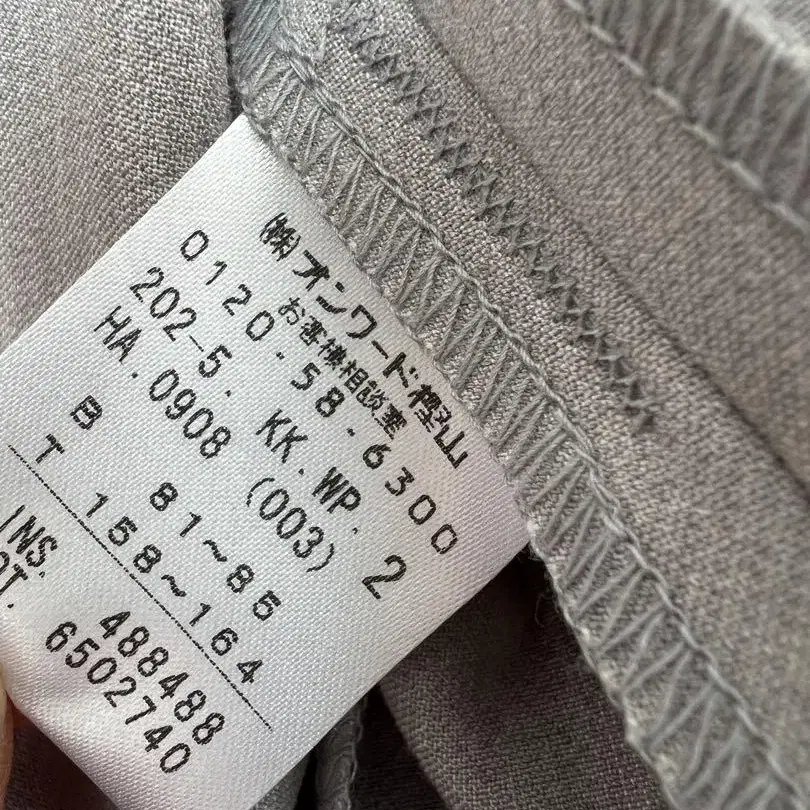 ㈱オンワード樫山
お客様相談室
0120・58・6300
202-5. KK. WP. 2
HA.0908 (003)
B 81~85
T 158~164
INS. 488488
OT. 6502740